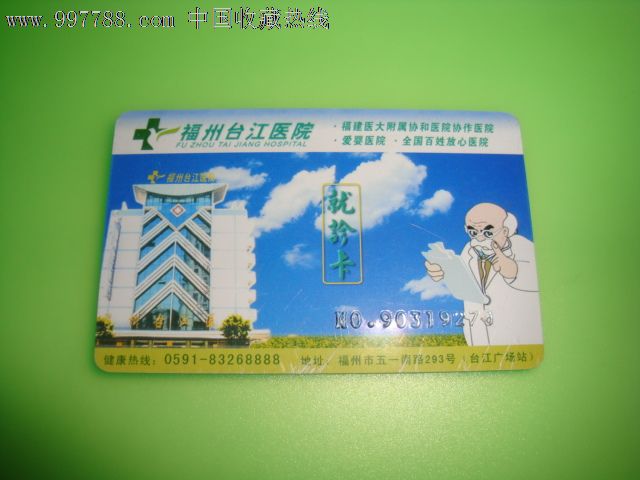 www.997788.com 中国收藏热线
福州台江医院
FU ZHOU TAI JIANG HOSPITAL
·福建医大附属协和医院协作医院
·爱婴医院 ·全国百姓放心医院
福州台江医院
就诊卡
NO.90319274
健康热线：0591-83268888 地址：福州市五一南路293号（台江广场站）